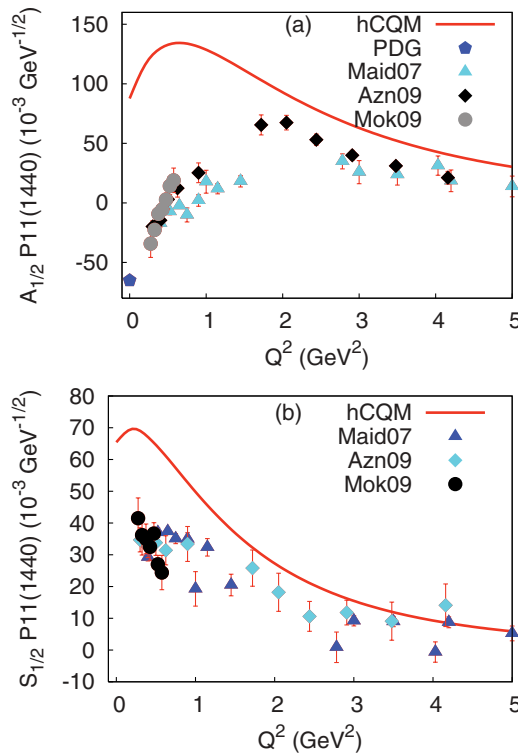 (a)
hCQM
PDG
Maid07
Azn09
Mok09
150
100
50
0
-50
A1/2 P11(1440) (10-3 GeV-1/2)
0 1 2 3 4 5
Q2 (GeV2)
(b)
hCQM
Maid07
Azn09
Mok09
80
70
60
50
40
30
20
10
0
-10
S1/2 P11(1440) (10-3 GeV-1/2)
0 1 2 3 4 5
Q2 (GeV2)